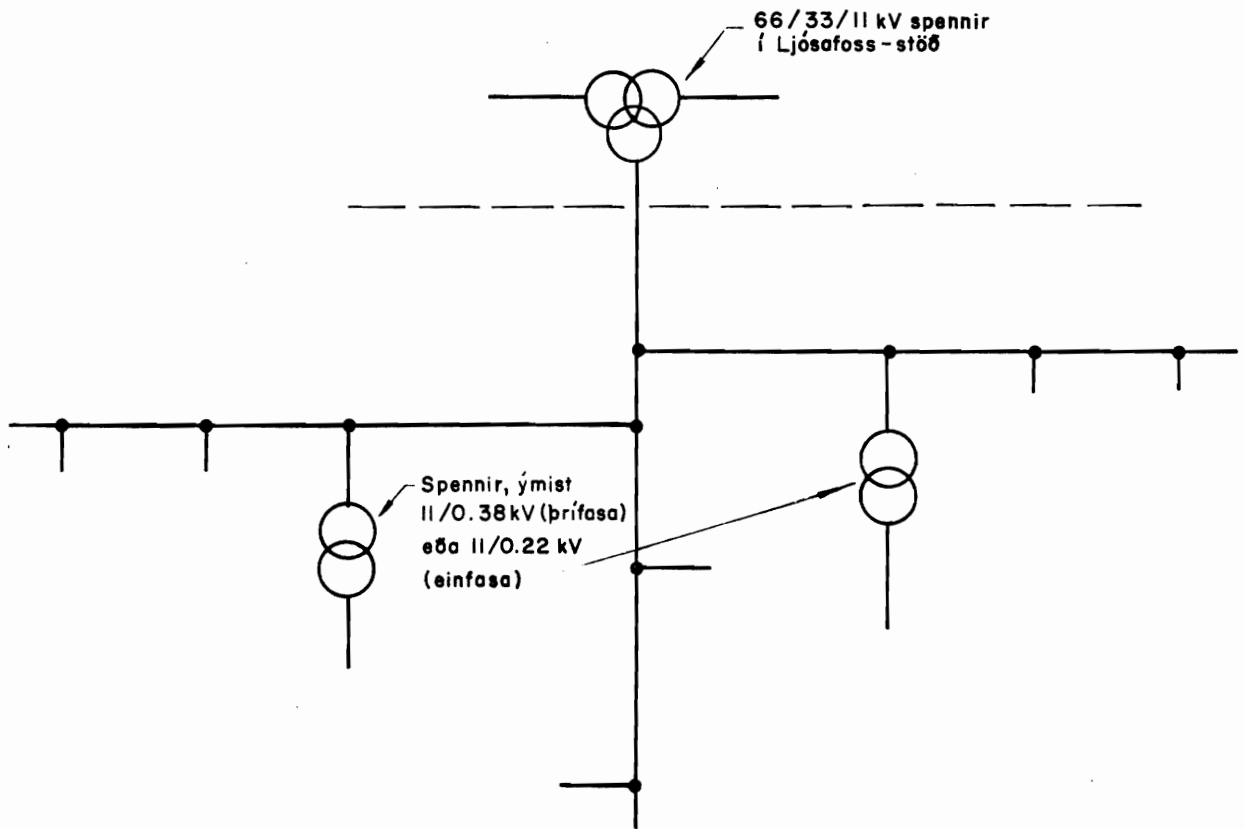 66/33/11 kV spennir
í Ljósafoss-stöð
Spennir, ýmist
11/0.38 kV (þrífasa)
eða 11/0.22 kV
(einfasa)